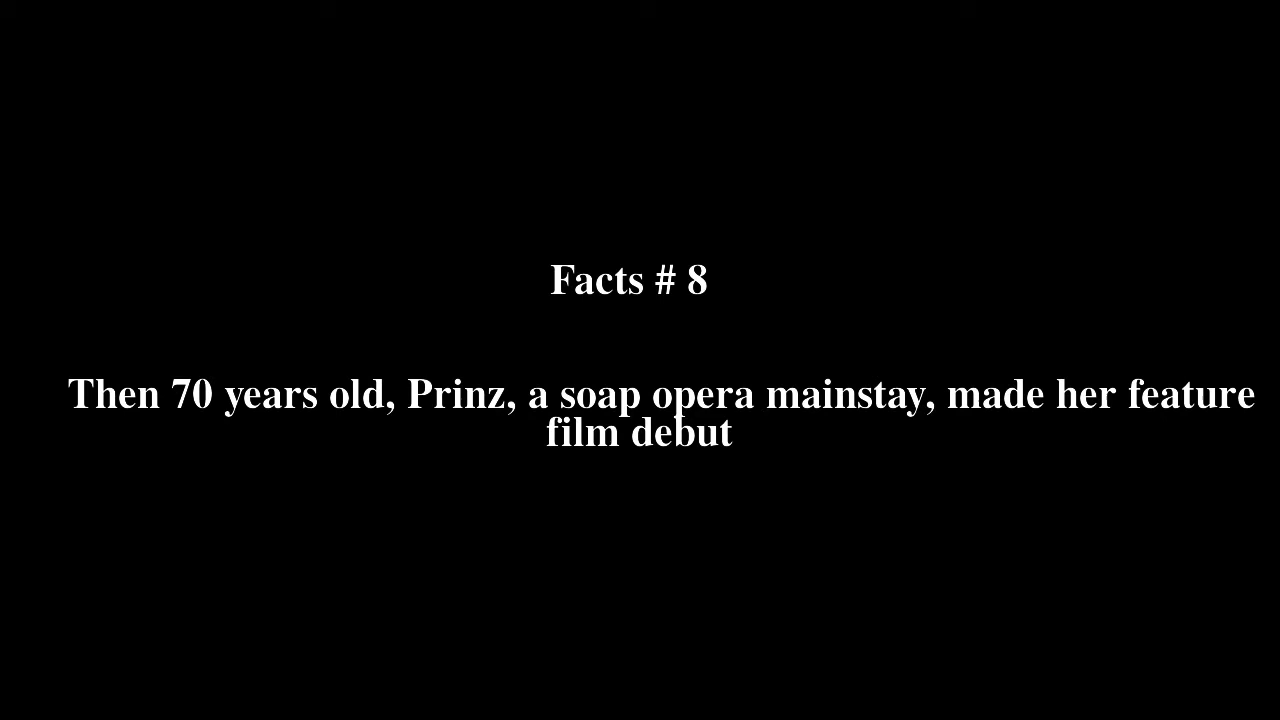 Facts # 8
Then 70 years old, Prinz, a soap opera mainstay, made her feature
film debut